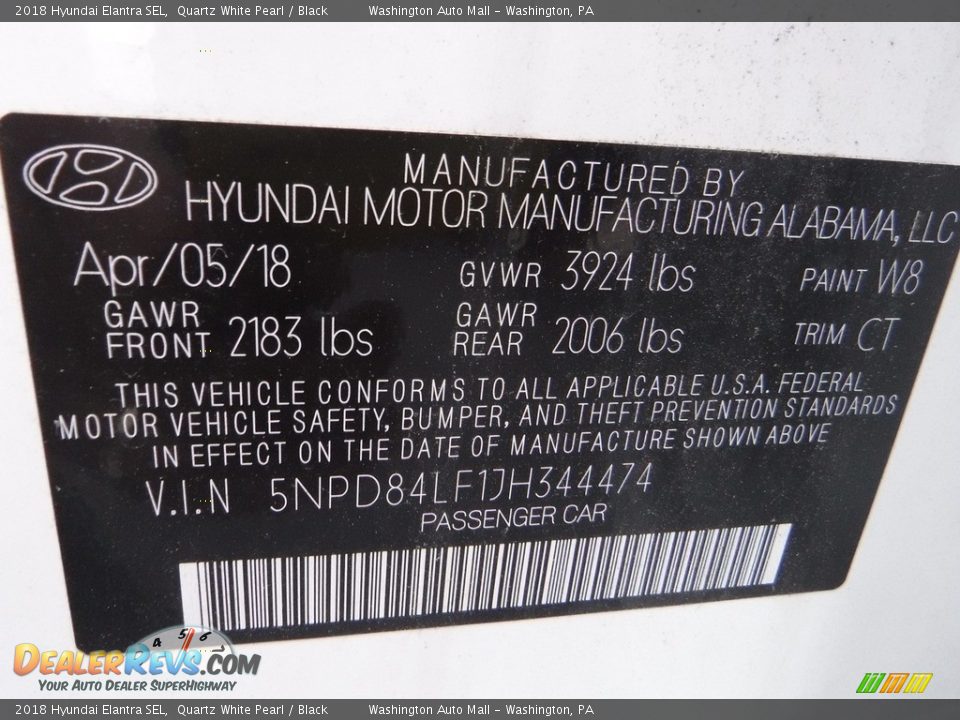 2018 Hyundai Elantra SEL, Quartz White Pearl / Black Washington Auto Mall - Washington, PA
MANUFACTURED BY
HYUNDAI MOTOR MANUFACTURING ALABAMA, LLC
Apr/05/18 GVWR 3924 lbs PAINT W8
GAWR FRONT 2183 lbs GAWR REAR 2006 lbs TRIM CT
THIS VEHICLE CONFORMS TO ALL APPLICABLE U.S.A. FEDERAL
MOTOR VEHICLE SAFETY, BUMPER, AND THEFT PREVENTION STANDARDS
IN EFFECT ON THE DATE OF MANUFACTURE SHOWN ABOVE
V.I.N 5NPD84LF1JH344474
PASSENGER CAR
4 5 6
DEALERREVS.COM
YOUR AUTO DEALER SUPERHIGHWAY
2018 Hyundai Elantra SEL, Quartz White Pearl / Black Washington Auto Mall - Washington, PA